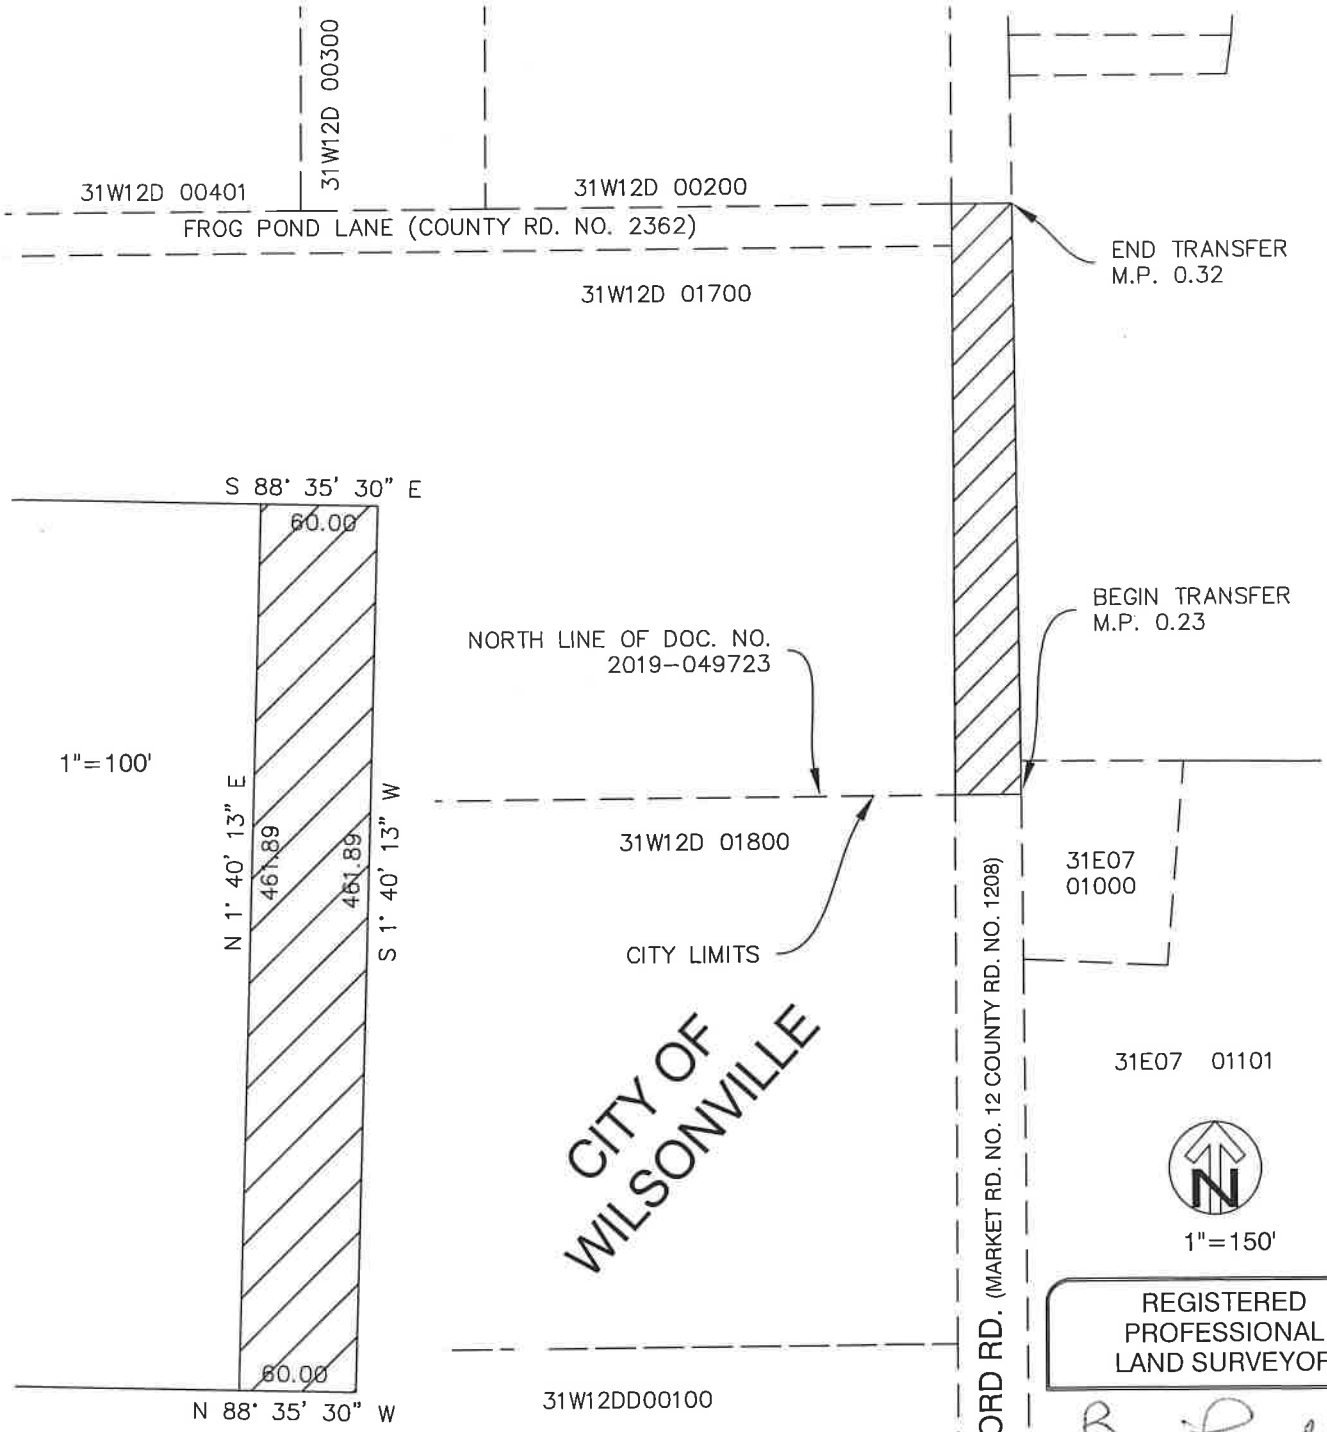 31W12D 00300
31W12D 00401
31W12D 00200
FROG POND LANE (COUNTY RD. NO. 2362)
END TRANSFER
M.P. 0.32
31W12D 01700
S 88° 35' 30" E
60.00
BEGIN TRANSFER
M.P. 0.23
NORTH LINE OF DOC. NO.
2019-049723
1"=100'
N 1° 40' 13" E
461.89
461.89
S 1° 40' 13" W
31W12D 01800
31E07
01000
CITY LIMITS
CITY OF
WILSONVILLE
ORD RD. (MARKET RD. NO. 12 COUNTY RD. NO. 1208)
31E07 01101
N
1"=150'
REGISTERED
PROFESSIONAL
LAND SURVEYOR
60.00
N 88° 35' 30" W
31W12DD00100